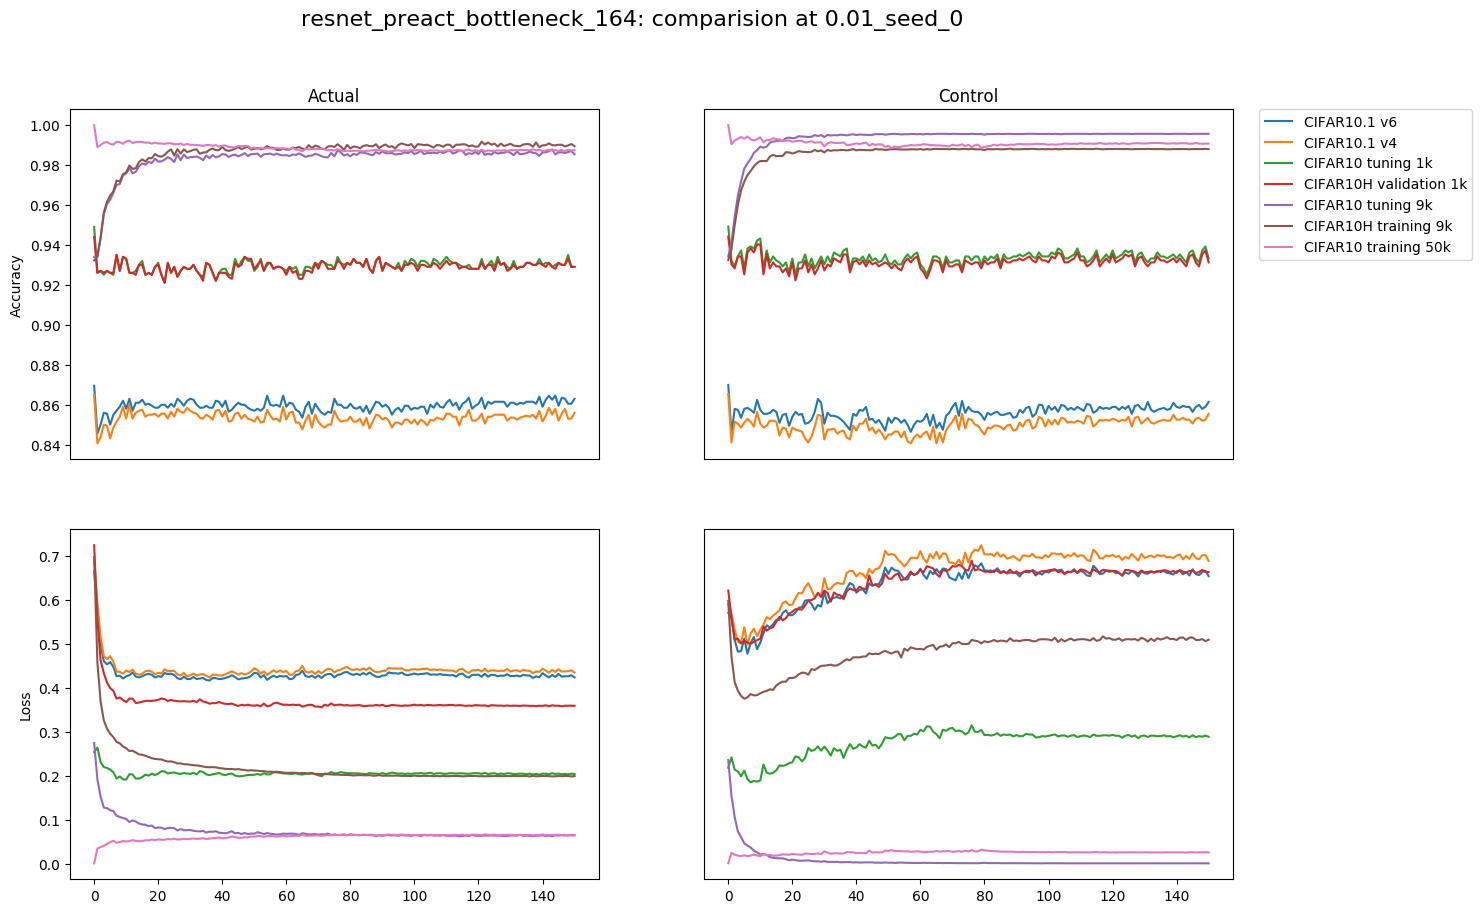 resnet_preact_bottleneck_164: comparision at 0.01_seed_0
Actual
Control
Accuracy
1.00
0.98
0.96
0.94
0.92
0.90
0.88
0.86
0.84
CIFAR10.1 v6
CIFAR10.1 v4
CIFAR10 tuning 1k
CIFAR10H validation 1k
CIFAR10 tuning 9k
CIFAR10H training 9k
CIFAR10 training 50k
Loss
0.7
0.6
0.5
0.4
0.3
0.2
0.1
0.0
0 20 40 60 80 100 120 140
0 20 40 60 80 100 120 140